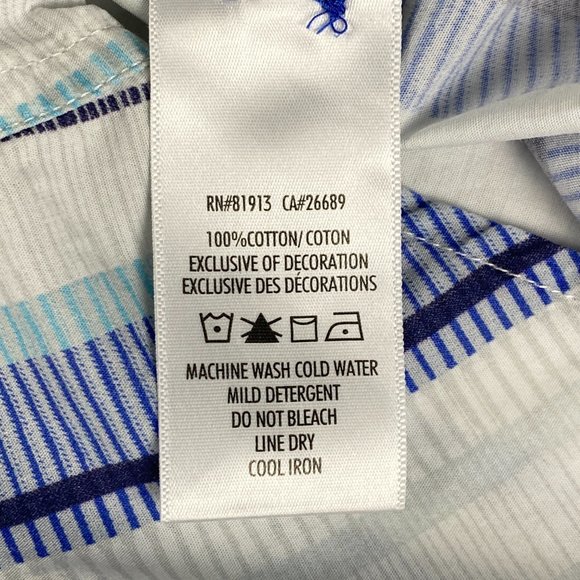 RN#81913 CA#26689
100%COTTON/ COTON
EXCLUSIVE OF DECORATION
EXCLUSIVE DES DÉCORATIONS
MACHINE WASH COLD WATER
MILD DETERGENT
DO NOT BLEACH
LINE DRY
COOL IRON